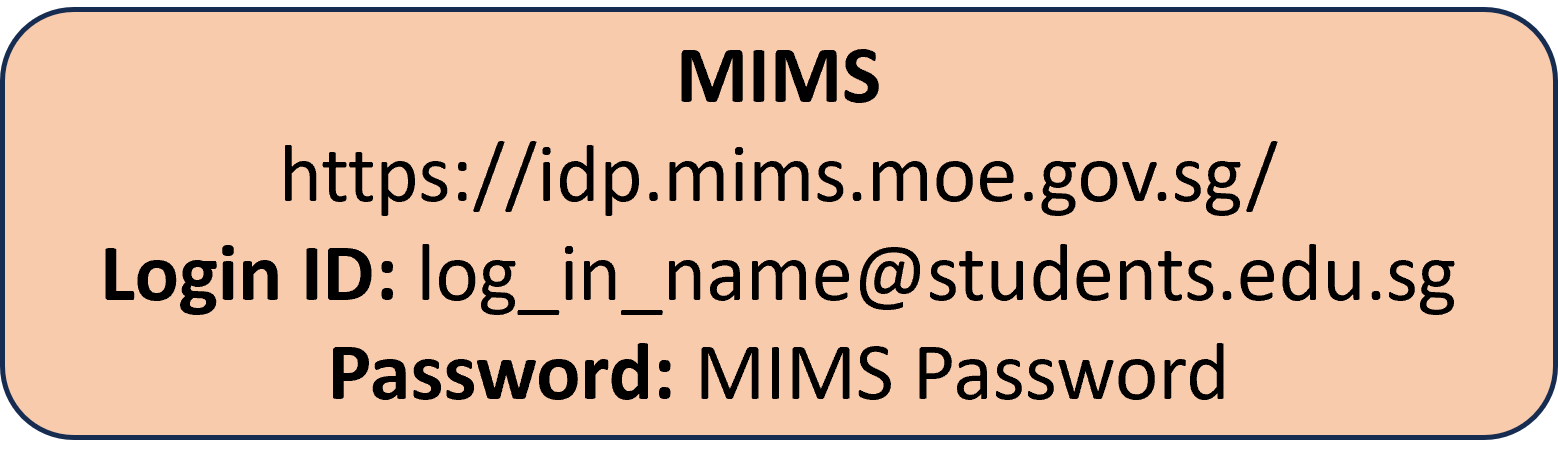 MIMS
https://idp.mims.moe.gov.sg/
Login ID: log_in_name@students.edu.sg
Password: MIMS Password